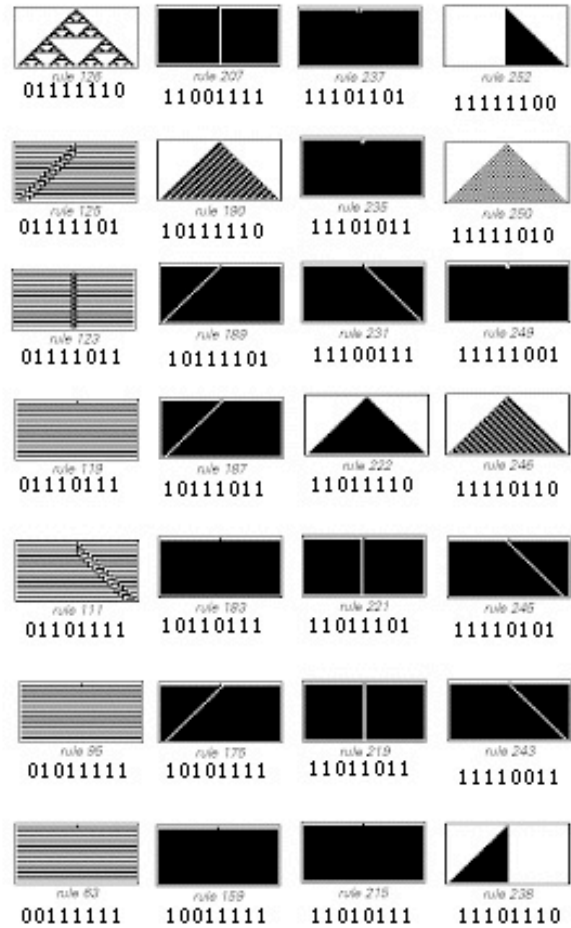 rule 126 rule 207 rule 237 rule 252
01111110 11001111 11101101 11111100
rule 125 rule 190 rule 235 rule 250
01111101 10111110 11101011 11111010
rule 123 rule 189 rule 231 rule 249
01111011 10111101 11100111 11111001
rule 119 rule 187 rule 222 rule 246
01110111 10111011 11011110 11110110
rule 111 rule 183 rule 221 rule 245
01101111 10110111 11011101 11110101
rule 95 rule 175 rule 219 rule 243
01011111 10101111 11011011 11110011
rule 63 rule 159 rule 215 rule 238
00111111 10011111 11010111 11101110